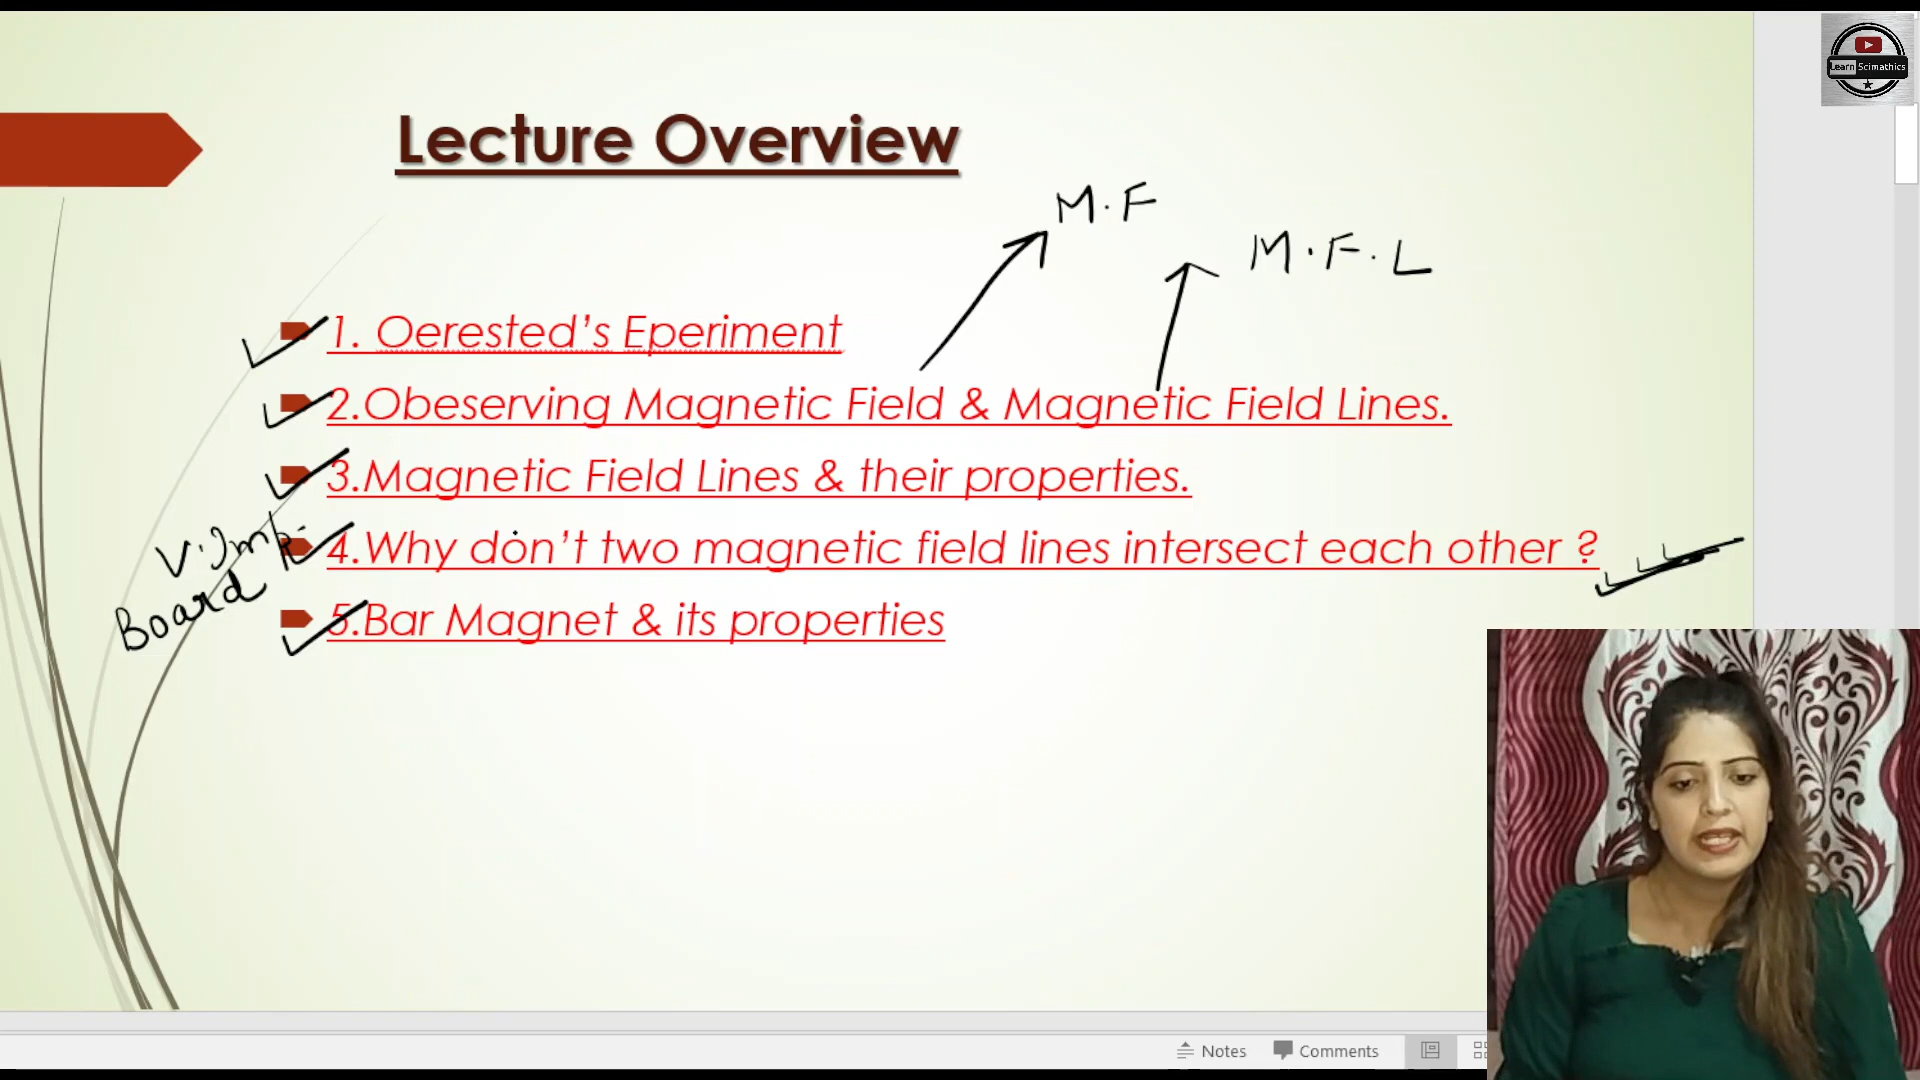 Learn Scimathics
Lecture Overview
M.F
M.F.L
1. Oerested's Eperiment
2.Obeserving Magnetic Field & Magnetic Field Lines.
3.Magnetic Field Lines & their properties.
V.Imp.
4.Why don't two magnetic field lines intersect each other ?
Board
5.Bar Magnet & its properties
Notes Comments